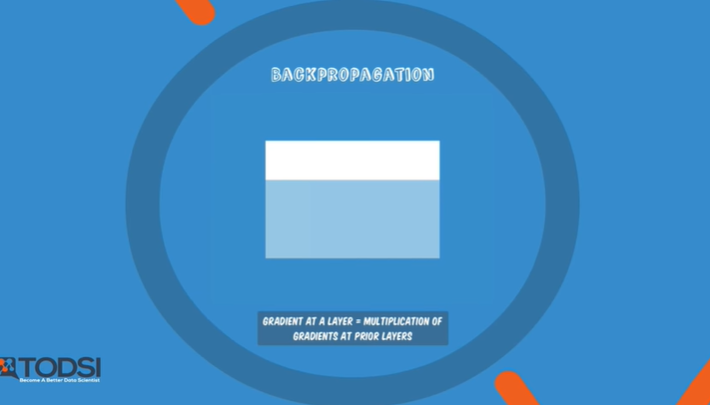 BACKPROPAGATION
GRADIENT AT A LAYER = MULTIPLICATION OF
GRADIENTS AT PRIOR LAYERS
TODSI
Become A Better Data Scientist